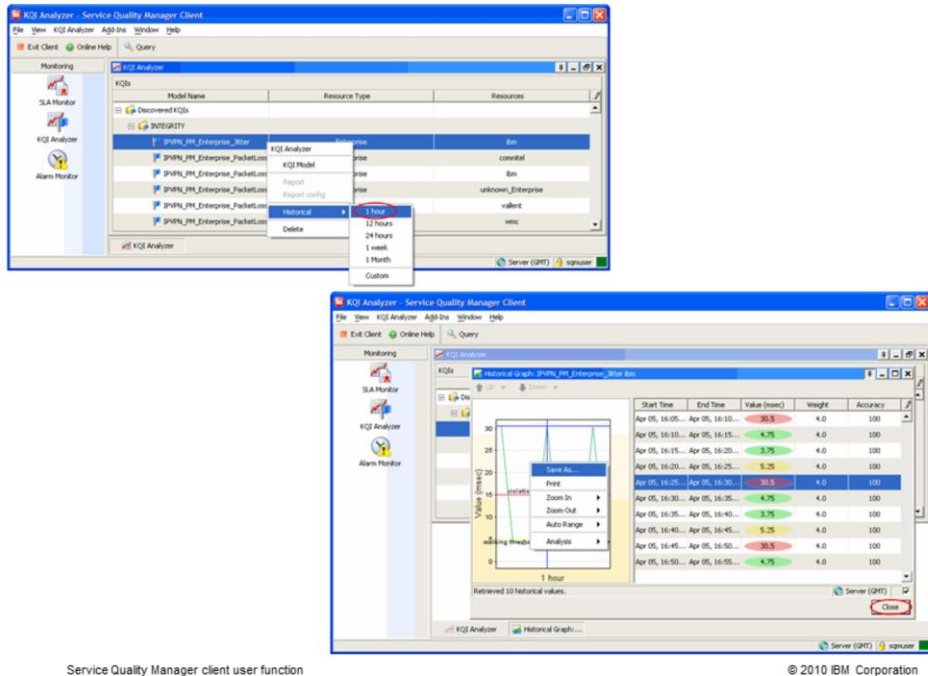 KQI Analyzer - Service Quality Manager Client
File View KQI Analyzer Add-Ins Window Help
Exit Client Online Help Query
Monitoring
SLA Monitor
KQI Analyzer
Alarm Monitor
KQI Analyzer
KQIs
Model Name Resource Type Resources
Discovered KQIs
INTEGRITY
IPVPN_PM_Enterprise_Jitter Enterprise ibm
IPVPN_PM_Enterprise_PacketLoss prise comnitel
IPVPN_PM_Enterprise_PacketLoss prise ibm
IPVPN_PM_Enterprise_PacketLoss prise unknown_Enterprise
IPVPN_PM_Enterprise_PacketLoss vallent
IPVPN_PM_Enterprise_PacketLoss
KQI Analyzer
KQI Model
Report
Report config
Historical
Delete
1 hour
12 hours
24 hours
1 week
1 Month
Custom
KQI Analyzer
Server (GMT) sqmuser
KQI Analyzer - Service Quality Manager Client
File View KQI Analyzer Add-Ins Window Help
Exit Client Online Help Query
Monitoring
SLA Monitor
KQI Analyzer
Alarm Monitor
KQI Analyzer
KQIs
Historical Graph: IPVPN_PM_Enterprise_Jitter ibm
Up Down
Value (msec)
30
25
20
15
10
5
0
1 hour
Save As...
Print
Zoom In
Zoom Out
Auto Range
Analysis
Start Time End Time Value (msec) Weight Accuracy
Apr 05, 16:05... Apr 05, 16:10... 30.5 4.0 100
Apr 05, 16:10... Apr 05, 16:15... 4.75 4.0 100
Apr 05, 16:15... Apr 05, 16:20... 3.75 4.0 100
Apr 05, 16:20... Apr 05, 16:25... 5.25 4.0 100
Apr 05, 16:25... Apr 05, 16:30... 30.5 4.0 100
Apr 05, 16:30... Apr 05, 16:35... 4.75 4.0 100
Apr 05, 16:35... Apr 05, 16:40... 3.75 4.0 100
Apr 05, 16:40... Apr 05, 16:45... 5.25 4.0 100
Apr 05, 16:45... Apr 05, 16:50... 30.5 4.0 100
Apr 05, 16:50... Apr 05, 16:55... 4.75 4.0 100
Retrieved 10 historical values.
Server (GMT)
Close
KQI Analyzer Historical Graph:...
Server (GMT) sqmuser
Service Quality Manager client user function
© 2010 IBM Corporation